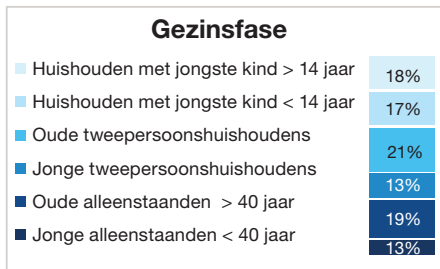 Gezinsfase
Huishouden met jongste kind > 14 jaar 18%
Huishouden met jongste kind < 14 jaar 17%
Oude tweepersoonshuishoudens 21%
Jonge tweepersoonshuishoudens 13%
Oude alleenstaanden > 40 jaar 19%
Jonge alleenstaanden < 40 jaar 13%